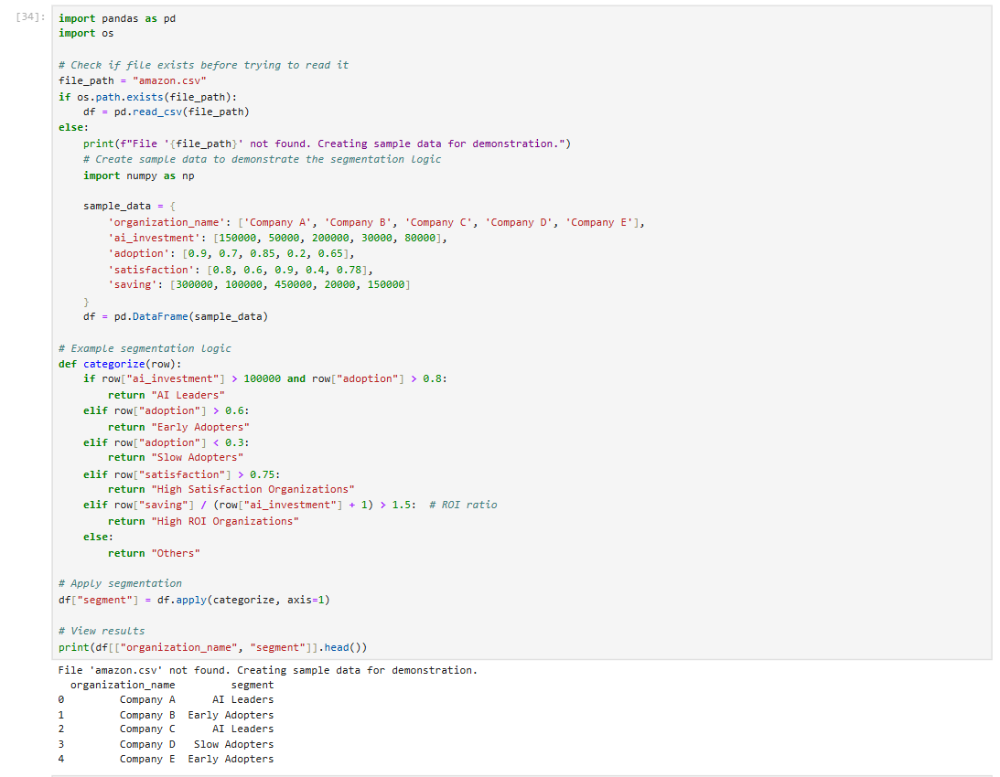 [34]:
import pandas as pd
import os
# Check if file exists before trying to read it
file_path = "amazon.csv"
if os.path.exists(file_path):
    df = pd.read_csv(file_path)
else:
    print(f"File '{file_path}' not found. Creating sample data for demonstration.")
    # Create sample data to demonstrate the segmentation logic
    import numpy as np
    sample_data = {
        'organization_name': ['Company A', 'Company B', 'Company C', 'Company D', 'Company E'],
        'ai_investment': [150000, 50000, 200000, 30000, 80000],
        'adoption': [0.9, 0.7, 0.85, 0.2, 0.65],
        'satisfaction': [0.8, 0.6, 0.9, 0.4, 0.78],
        'saving': [300000, 100000, 450000, 20000, 150000]
    }
    df = pd.DataFrame(sample_data)
# Example segmentation logic
def categorize(row):
    if row["ai_investment"] > 100000 and row["adoption"] > 0.8:
        return "AI Leaders"
    elif row["adoption"] > 0.6:
        return "Early Adopters"
    elif row["adoption"] < 0.3:
        return "Slow Adopters"
    elif row["satisfaction"] > 0.75:
        return "High Satisfaction Organizations"
    elif row["saving"] / (row["ai_investment"] + 1) > 1.5:  # ROI ratio
        return "High ROI Organizations"
    else:
        return "Others"
# Apply segmentation
df["segment"] = df.apply(categorize, axis=1)
# View results
print(df[["organization_name", "segment"]].head())
File 'amazon.csv' not found. Creating sample data for demonstration.
  organization_name         segment
0         Company A      AI Leaders
1         Company B  Early Adopters
2         Company C      AI Leaders
3         Company D   Slow Adopters
4         Company E  Early Adopters